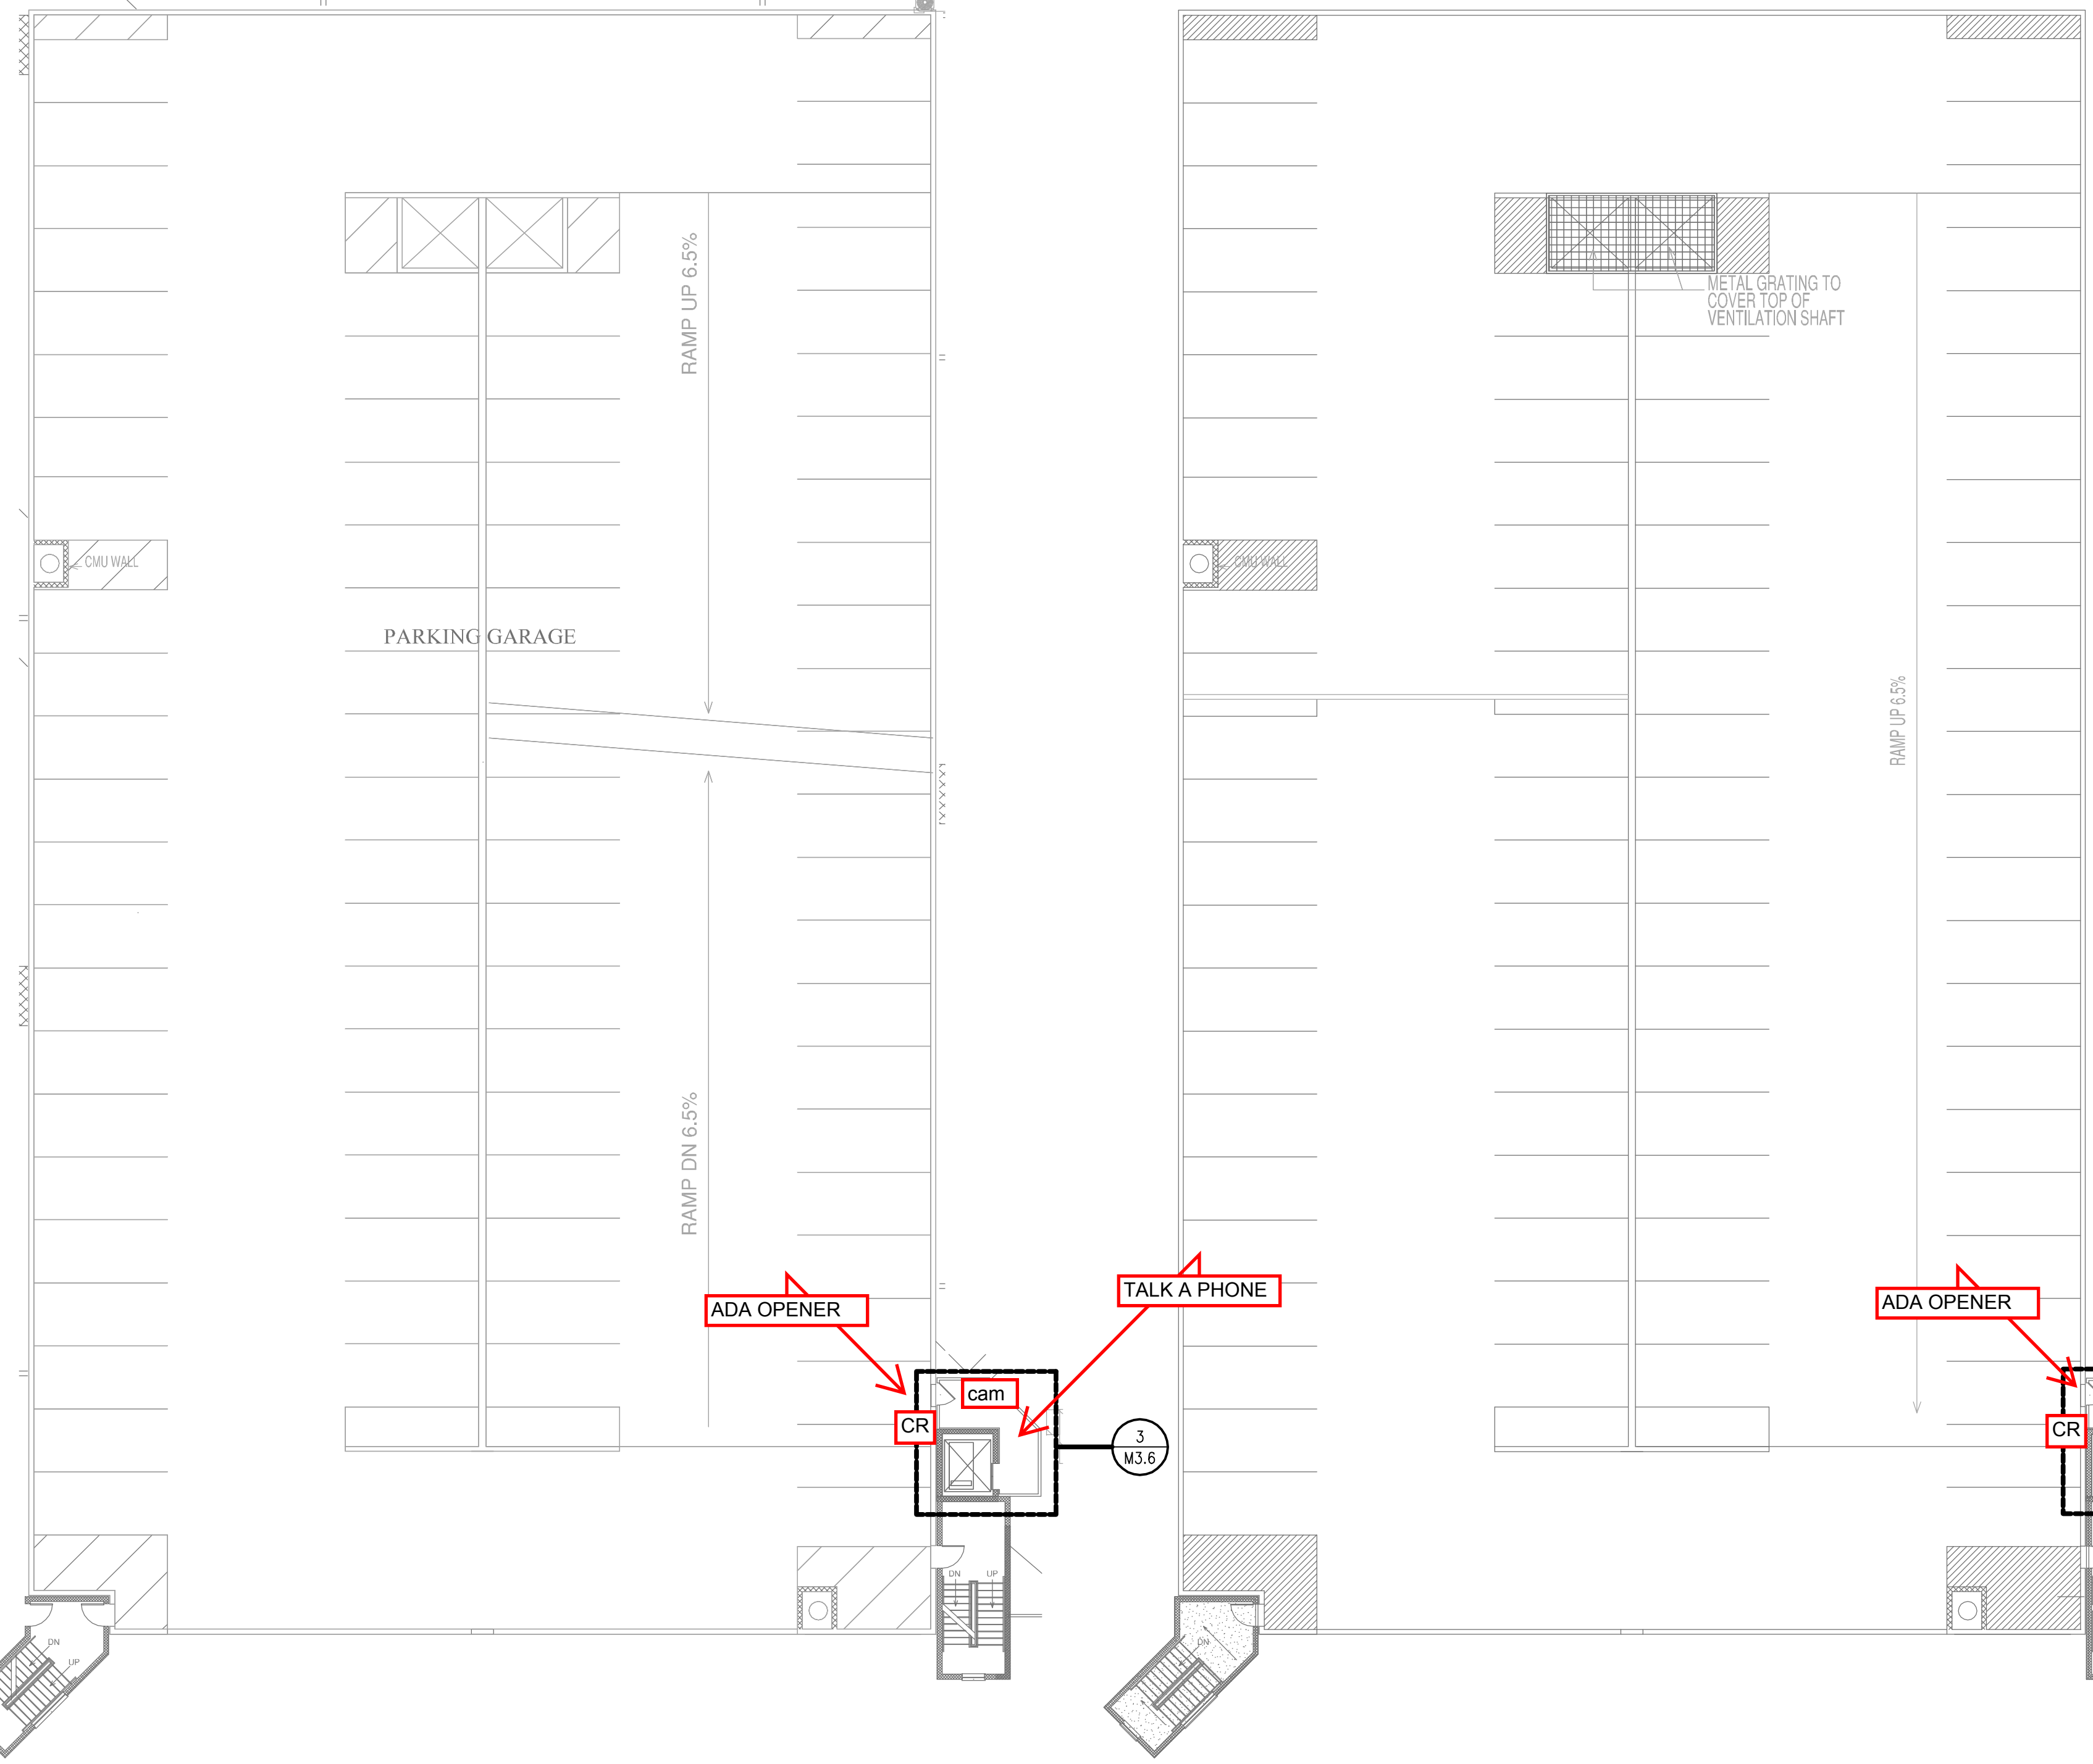 RAMP UP 6.5%
METAL GRATING TO
COVER TOP OF
VENTILATION SHAFT
CMU WALL
CMU WALL
PARKING GARAGE
RAMP UP 6.5%
RAMP DN 6.5%
TALK A PHONE
ADA OPENER
ADA OPENER
cam
CR
CR
3
M3.6
DN
UP
DN
UP
DN